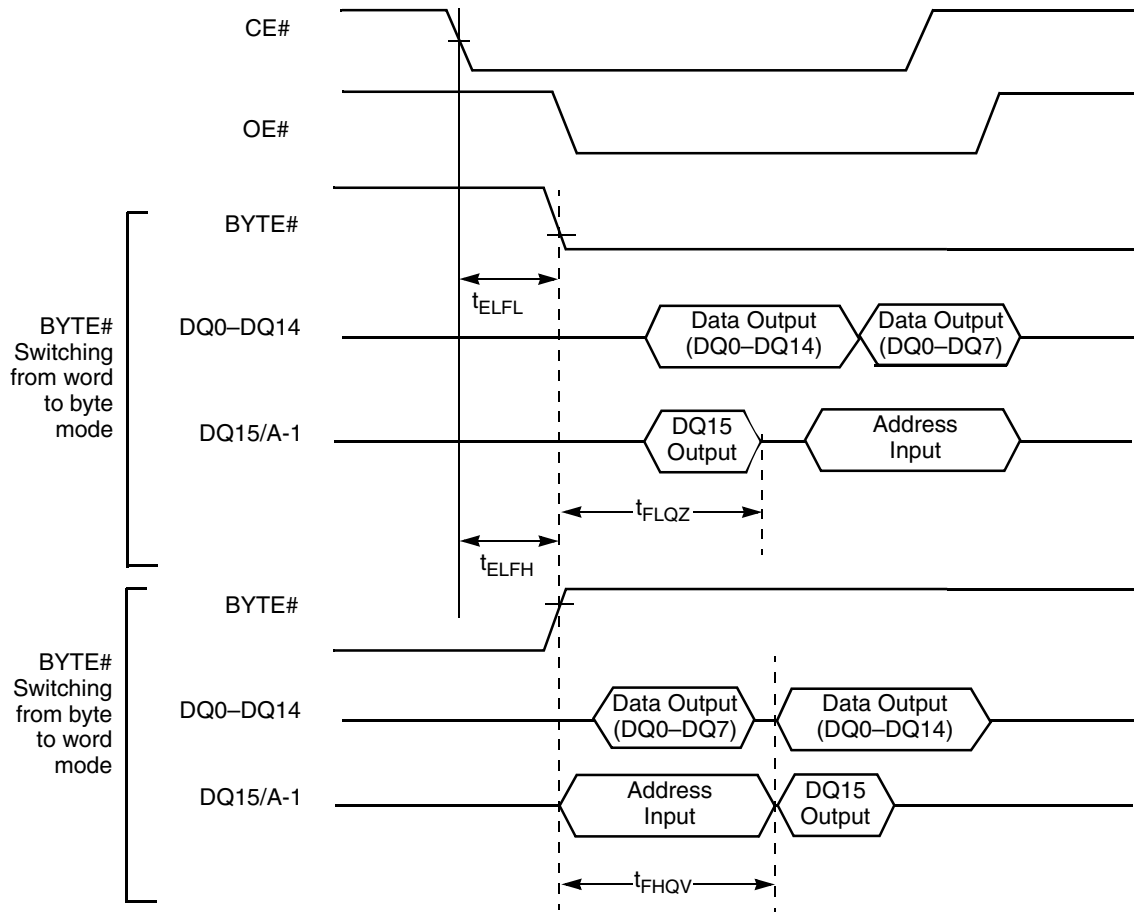 CE#
OE#
BYTE#
tELFL
BYTE#
Switching
from word
to byte
mode
DQ0–DQ14
Data Output
(DQ0–DQ14)
Data Output
(DQ0–DQ7)
DQ15/A-1
DQ15
Output
Address
Input
tFLQZ
tELFH
BYTE#
BYTE#
Switching
from byte
to word
mode
DQ0–DQ14
Data Output
(DQ0–DQ7)
Data Output
(DQ0–DQ14)
DQ15/A-1
Address
Input
DQ15
Output
tFHQV